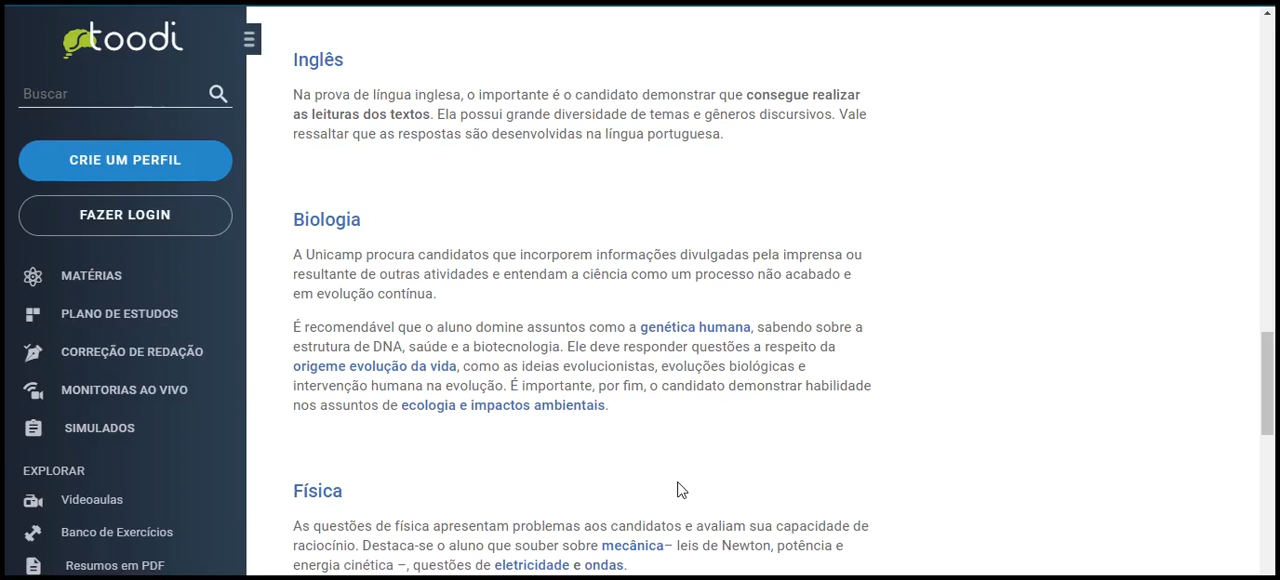 stoodi
Buscar
CRIE UM PERFIL
FAZER LOGIN
MATÉRIAS
PLANO DE ESTUDOS
CORREÇÃO DE REDAÇÃO
MONITORIAS AO VIVO
SIMULADOS
EXPLORAR
Videoaulas
Banco de Exercícios
Resumos em PDF
Inglês
Na prova de língua inglesa, o importante é o candidato demonstrar que consegue realizar
as leituras dos textos. Ela possui grande diversidade de temas e gêneros discursivos. Vale
ressaltar que as respostas são desenvolvidas na língua portuguesa.
Biologia
A Unicamp procura candidatos que incorporem informações divulgadas pela imprensa ou
resultante de outras atividades e entendam a ciência como um processo não acabado e
em evolução contínua.
É recomendável que o aluno domine assuntos como a genética humana, sabendo sobre a
estrutura de DNA, saúde e a biotecnologia. Ele deve responder questões a respeito da
origeme evolução da vida, como as ideias evolucionistas, evoluções biológicas e
intervenção humana na evolução. É importante, por fim, o candidato demonstrar habilidade
nos assuntos de ecologia e impactos ambientais.
Física
As questões de física apresentam problemas aos candidatos e avaliam sua capacidade de
raciocínio. Destaca-se o aluno que souber sobre mecânica– leis de Newton, potência e
energia cinética –, questões de eletricidade e ondas.